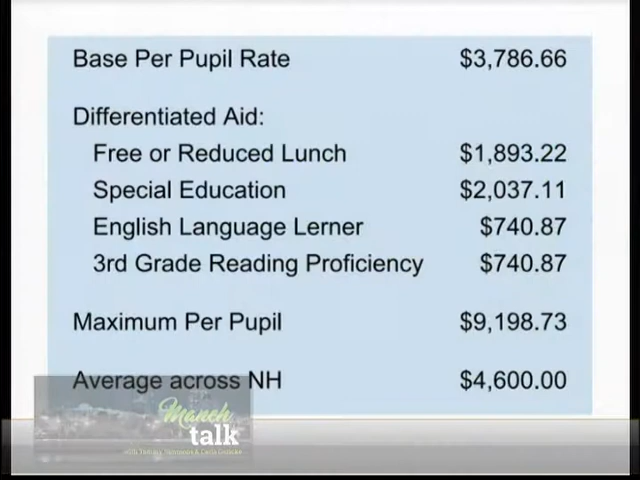 Base Per Pupil Rate $3,786.66
Differentiated Aid:
Free or Reduced Lunch $1,893.22
Special Education $2,037.11
English Language Lerner $740.87
3rd Grade Reading Proficiency $740.87
Maximum Per Pupil $9,198.73
Average across NH $4,600.00
Manch
talk